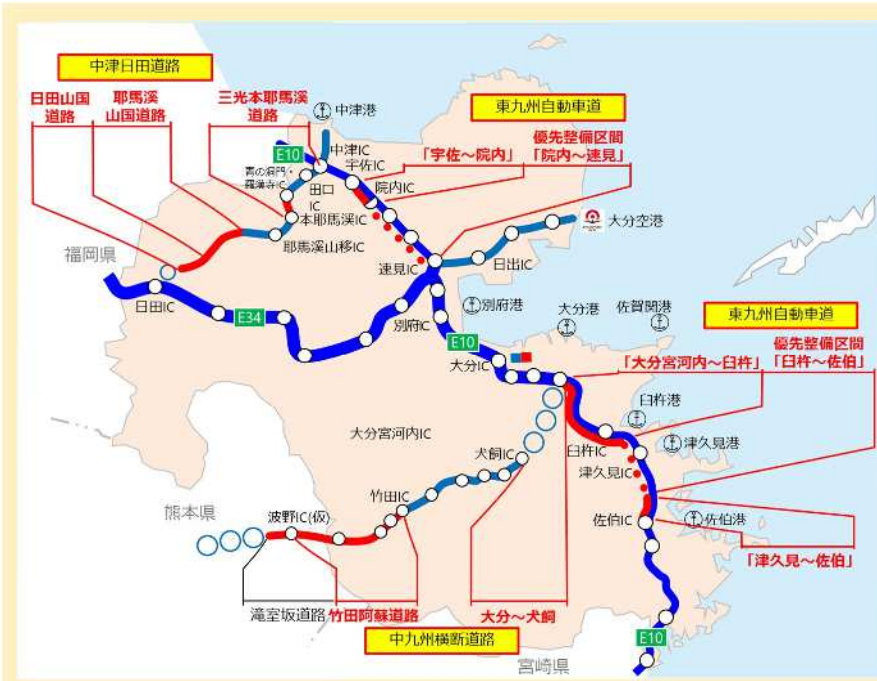 中津日田道路
日田山国
道路
耶馬溪
山国道路
三光本耶馬溪
道路
中津港
東九州自動車道
優先整備区間
「院内～速見」
「宇佐～院内」
E10
中津IC
宇佐IC
院内IC
青の洞門・
羅漢寺IC
田口
IC
本耶馬渓IC
耶馬溪山移IC
大分空港
福岡県
速見IC
日出IC
日田IC
E34
別府IC
別府港
大分港
佐賀関港
東九州自動車道
E10
大分IC
優先整備区間
「臼杵～佐伯」
「大分宮河内～臼杵」
臼杵港
大分宮河内IC
犬飼IC
臼杵IC
津久見港
津久見IC
竹田IC
熊本県
波野IC(仮)
佐伯IC
佐伯港
「津久見～佐伯」
滝室坂道路
竹田阿蘇道路
大分～犬飼
中九州横断道路
E10
宮崎県